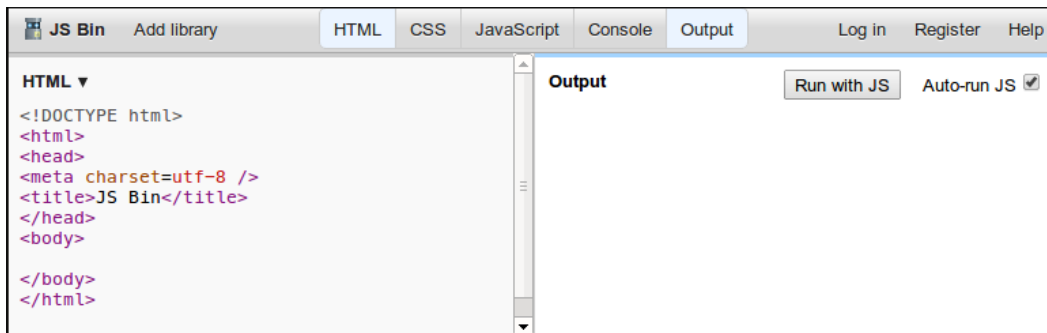 JS Bin Add library HTML CSS JavaScript Console Output Log in Register Help
HTML ▼
<!DOCTYPE html>
<html>
<head>
<meta charset=utf-8 />
<title>JS Bin</title>
</head>
<body>
</body>
</html>
Output Run with JS Auto-run JS